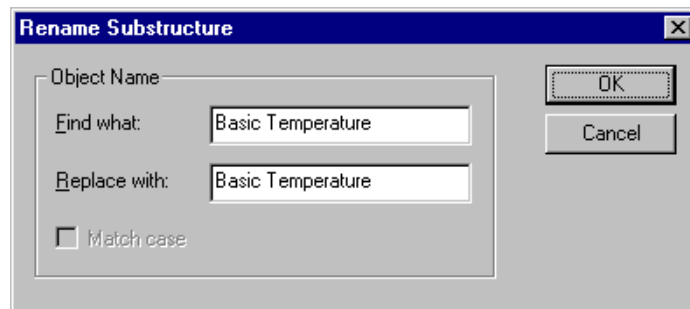 Rename Substructure
Object Name
Find what:
Basic Temperature
Replace with:
Basic Temperature
Match case
OK
Cancel